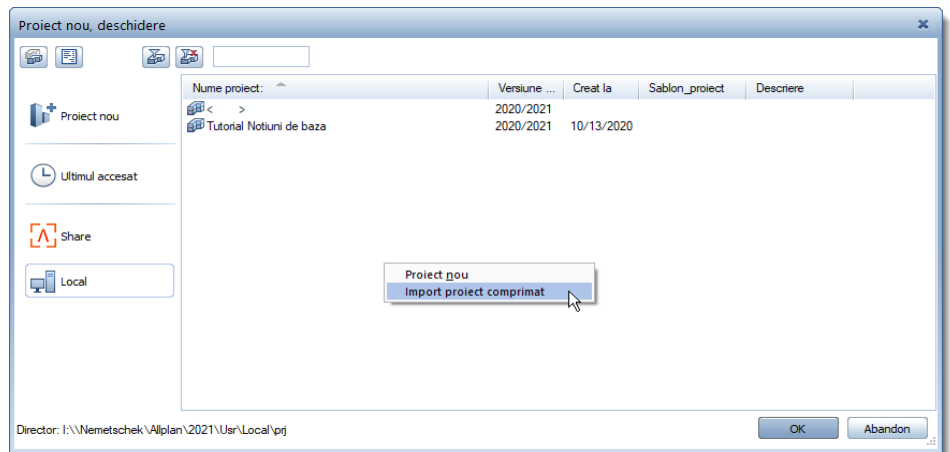 Proiect nou, deschidere
Nume proiect: Versiune ... Creat la Sablon_proiect Descriere
< > 2020/2021
Tutorial Notiuni de baza 2020/2021 10/13/2020
Proiect nou
Ultimul accesat
Share
Local
Proiect nou
Import proiect comprimat
Director: I:\\Nemetschek\Allplan\2021\Usr\Local\prj
OK Abandon